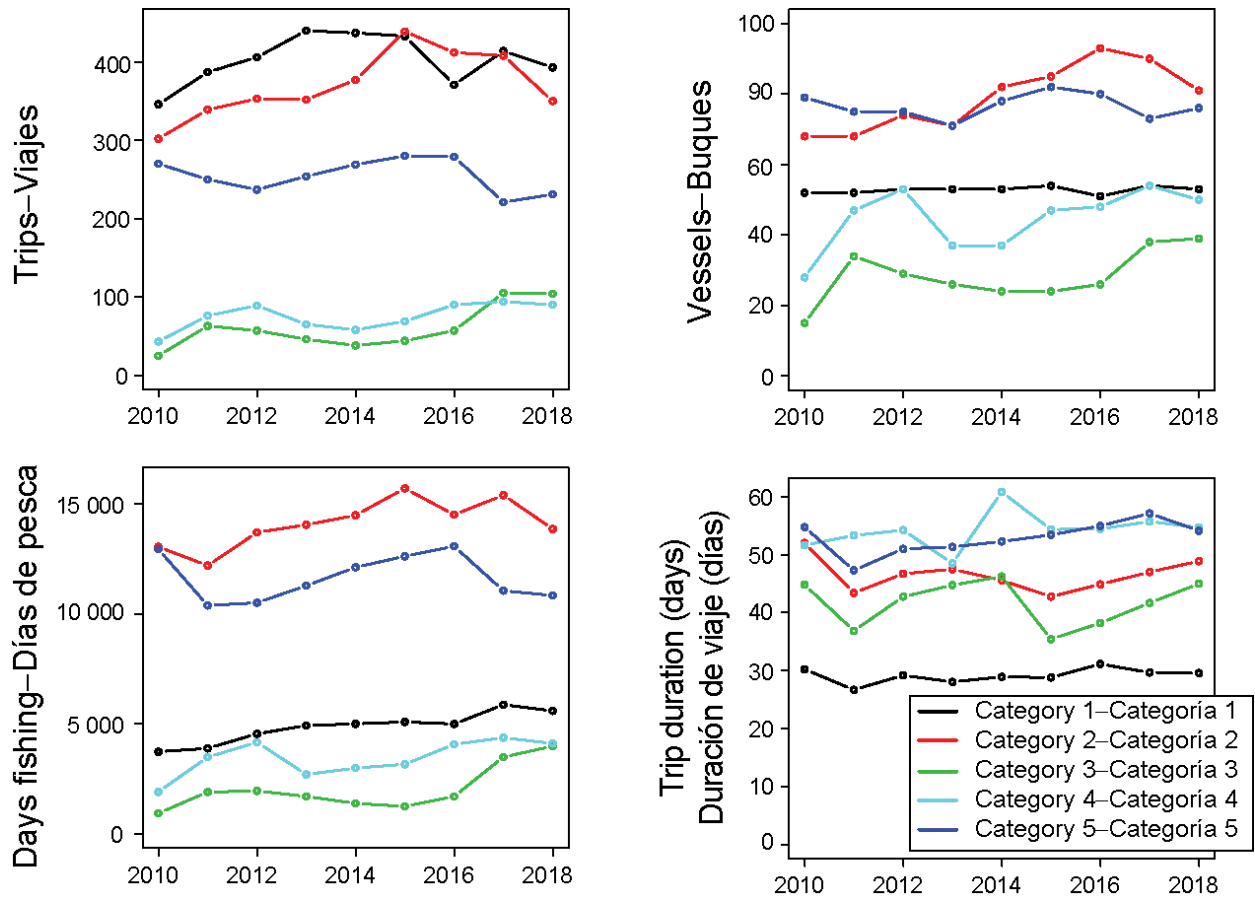 Trips–Viajes
400
300
200
100
0
2010 2012 2014 2016 2018
Vessels–Buques
100
90
60
40
20
0
2010 2012 2014 2016 2018
Days fishing–Días de pesca
15 000
10 000
5 000
0
2010 2012 2014 2016 2018
Trip duration (days)
Duración de viaje (días)
60
50
40
30
20
10
0
2010 2012 2014 2016 2018
Category 1–Categoría 1
Category 2–Categoría 2
Category 3–Categoría 3
Category 4–Categoría 4
Category 5–Categoría 5